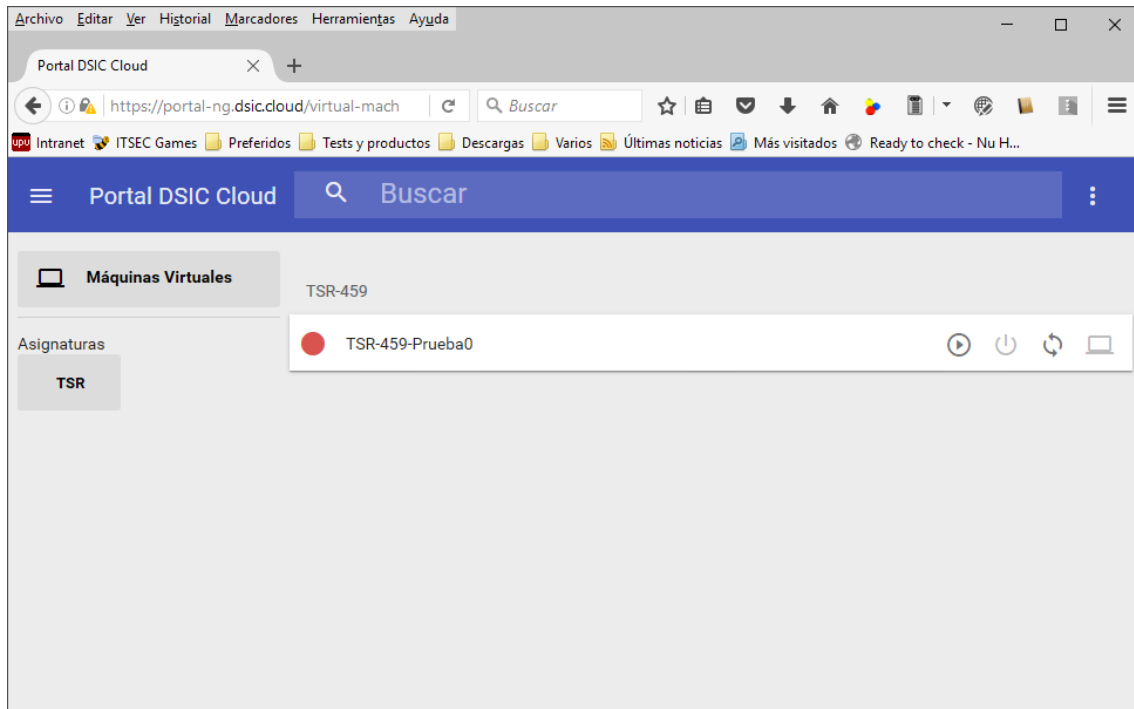 Archivo Editar Ver Historial Marcadores Herramientas Ayuda
Portal DSIC Cloud
https://portal-ng.dsic.cloud/virtual-mach Buscar
upv Intranet ITSEC Games Preferidos Tests y productos Descargas Varios Últimas noticias Más visitados Ready to check - Nu H...
Portal DSIC Cloud Buscar
Máquinas Virtuales
TSR-459
Asignaturas
TSR-459-Prueba0
TSR